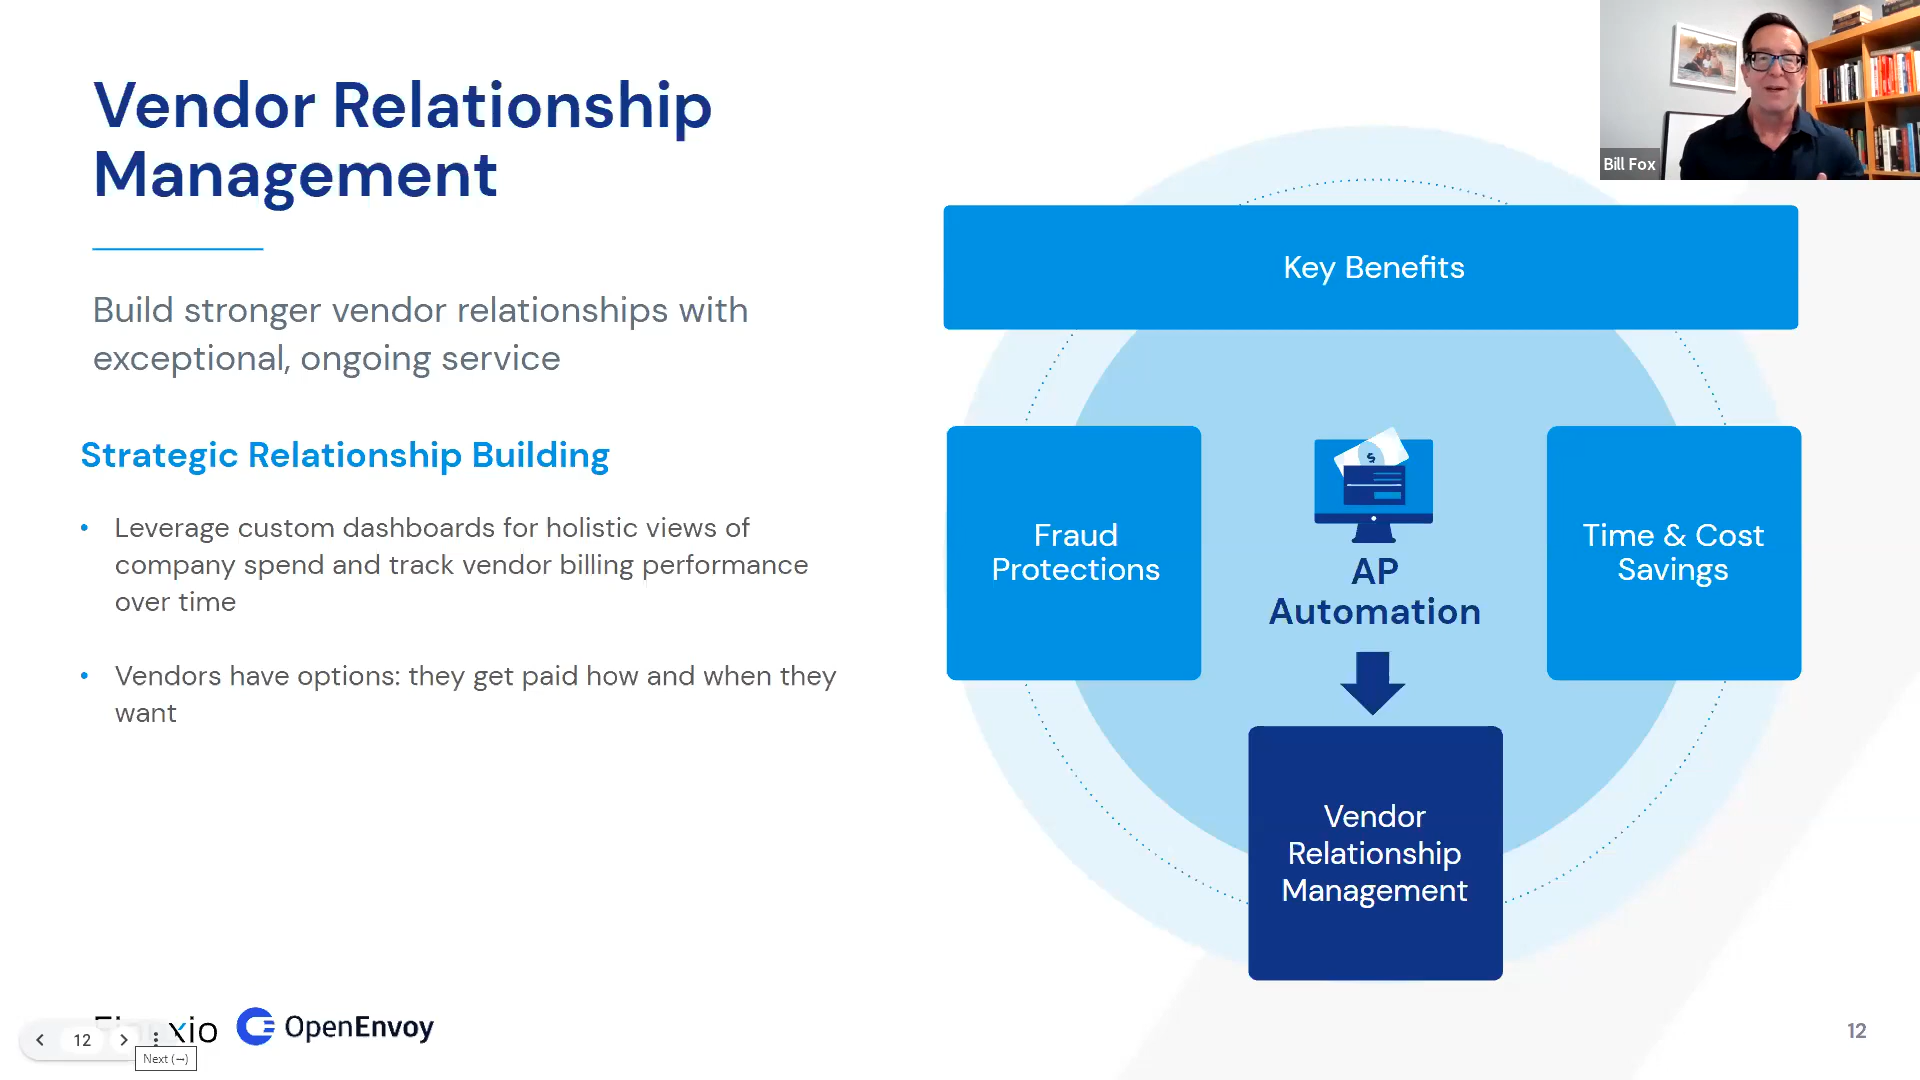 Vendor Relationship
Management
Build stronger vendor relationships with
exceptional, ongoing service
Strategic Relationship Building
• Leverage custom dashboards for holistic views of
company spend and track vendor billing performance
over time
• Vendors have options: they get paid how and when they
want
Bill Fox
Key Benefits
Fraud
Protections
$
AP
Automation
Time & Cost
Savings
Vendor
Relationship
Management
OpenEnvoy
12
Next (→)
12